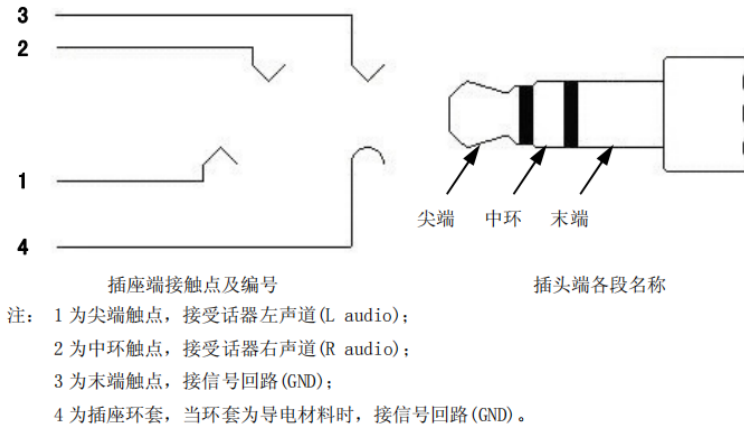 3
2
1
4
尖端 中环 末端
插座端接触点及编号 插头端各段名称
注: 1 为尖端触点, 接受话器左声道(L audio);
2 为中环触点, 接受话器右声道(R audio);
3 为末端触点, 接信号回路(GND);
4 为插座环套, 当环套为导电材料时, 接信号回路(GND)。